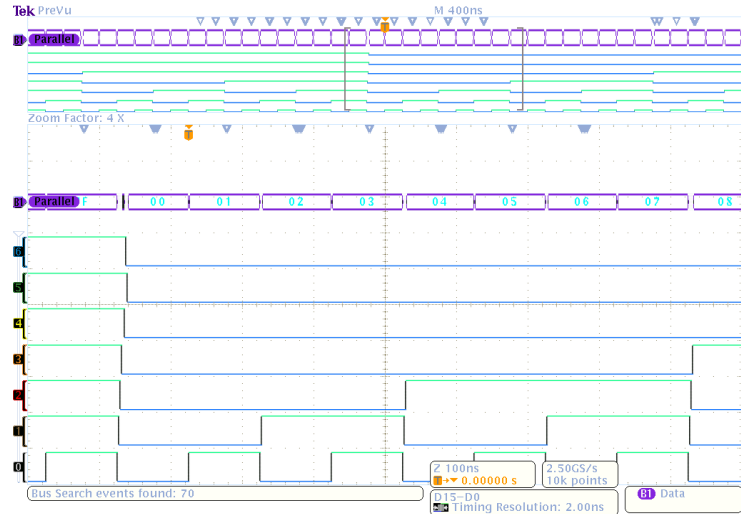 Tek PreVu M 400ns
B1 Parallel
Zoom Factor: 4 X
B1 Parallel F 00 01 02 03 04 05 06 07 08
6
5
4
3
2
1
0
Z 100ns 2.50GS/s
T 0.00000 s 10k points
Bus Search events found: 70
D15-D0
Timing Resolution: 2.00ns
B1 Data